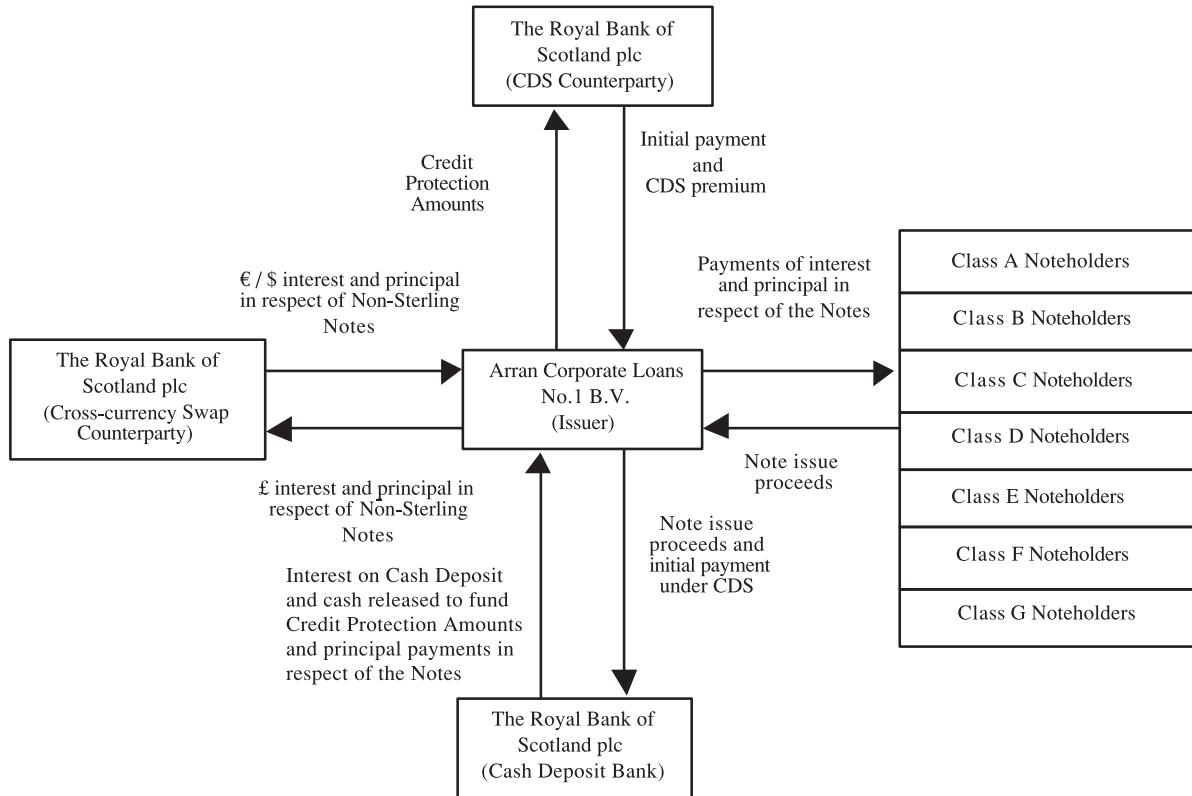 The Royal Bank of
Scotland plc
(CDS Counterparty)
Credit
Protection
Amounts
Initial payment
and
CDS premium
€ / $ interest and principal
in respect of Non-Sterling
Notes
Payments of interest
and principal in
respect of the Notes
Class A Noteholders
Class B Noteholders
Class C Noteholders
Class D Noteholders
Class E Noteholders
Class F Noteholders
Class G Noteholders
The Royal Bank of
Scotland plc
(Cross-currency Swap
Counterparty)
Arran Corporate Loans
No.1 B.V.
(Issuer)
Note issue
proceeds
£ interest and principal in
respect of Non-Sterling
Notes
Note issue
proceeds and
initial payment
under CDS
Interest on Cash Deposit
and cash released to fund
Credit Protection Amounts
and principal payments in
respect of the Notes
The Royal Bank of
Scotland plc
(Cash Deposit Bank)